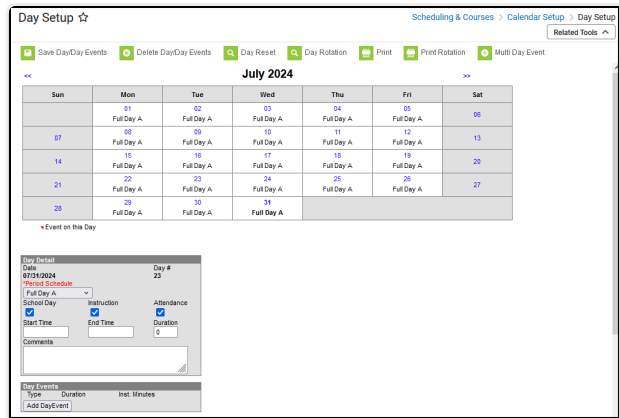 Day Setup ☆
Scheduling & Courses > Calendar Setup > Day Setup
Related Tools
Save Day/Day Events Delete Day/Day Events Day Reset Day Rotation Print Print Rotation Multi Day Event
<< July 2024 >>
Sun Mon Tue Wed Thu Fri Sat
01 02 03 04 05 06
Full Day A Full Day A Full Day A Full Day A Full Day A
07 08 09 10 11 12 13
Full Day A Full Day A Full Day A Full Day A Full Day A
14 15 16 17 18 19 20
Full Day A Full Day A Full Day A Full Day A Full Day A
21 22 23 24 25 26 27
Full Day A Full Day A Full Day A Full Day A Full Day A
28 29 30 31
Full Day A Full Day A Full Day A
Event on this Day
Day Detail
Date Day #
07/31/2024 23
*Period Schedule
Full Day A
School Day Instruction Attendance
Start Time End Time Duration
0
Comments
Day Events
Type Duration Inst. Minutes
Add DayEvent